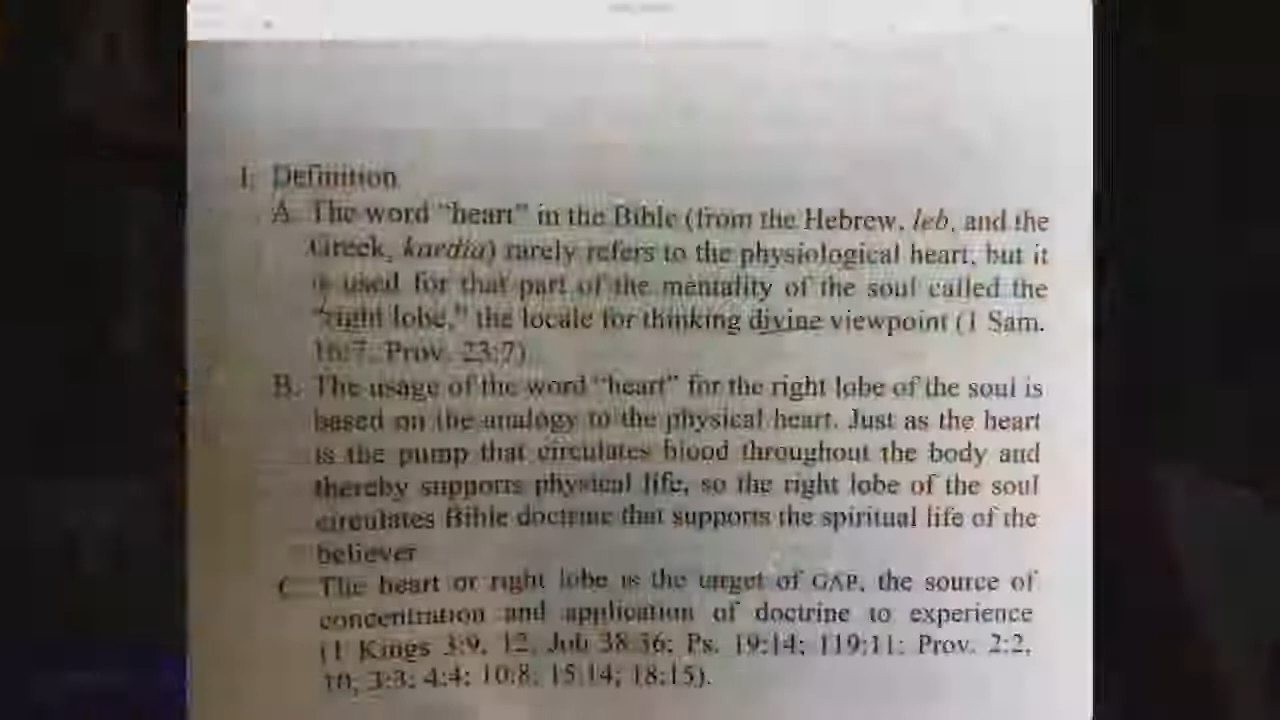 I. Definition
A. The word "heart" in the Bible (from the Hebrew, leb, and the
Greek, kardia) rarely refers to the physiological heart, but it
is used for that part of the mentality of the soul called the
"right lobe," the locale for thinking divine viewpoint (1 Sam.
16:7; Prov. 23:7).
B. The usage of the word "heart" for the right lobe of the soul is
based on the analogy to the physical heart. Just as the heart
is the pump that circulates blood throughout the body and
thereby supports physical life, so the right lobe of the soul
circulates Bible doctrine that supports the spiritual life of the
believer.
C. The heart or right lobe is the target of GAP, the source of
concentration and application of doctrine to experience
(1 Kings 3:9, 12; Job 38:36; Ps. 19:14; 119:11; Prov. 2:2,
10; 3:3; 4:4; 10:8; 15:14; 18:15).